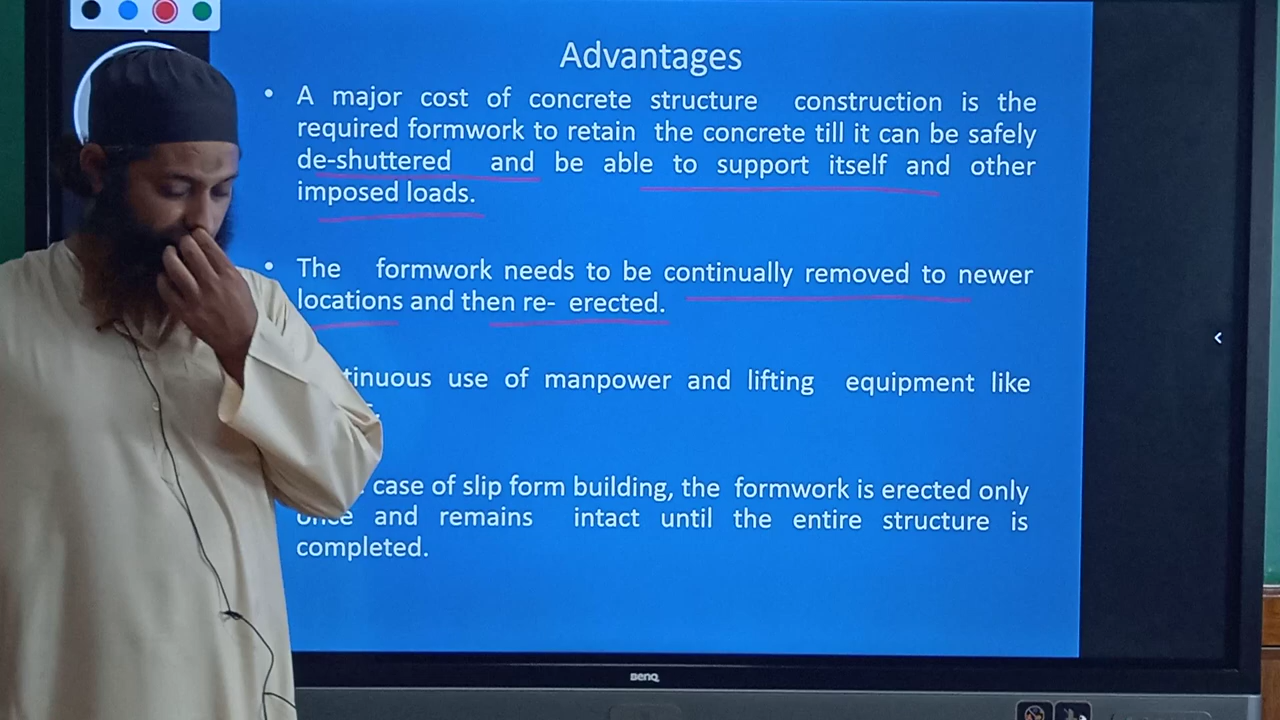 Advantages
• A major cost of concrete structure construction is the
required formwork to retain the concrete till it can be safely
de-shuttered and be able to support itself and other
imposed loads.
• The formwork needs to be continually removed to newer
locations and then re- erected.
tinuous use of manpower and lifting equipment like
case of slip form building, the formwork is erected only
once and remains intact until the entire structure is
completed.
BenQ